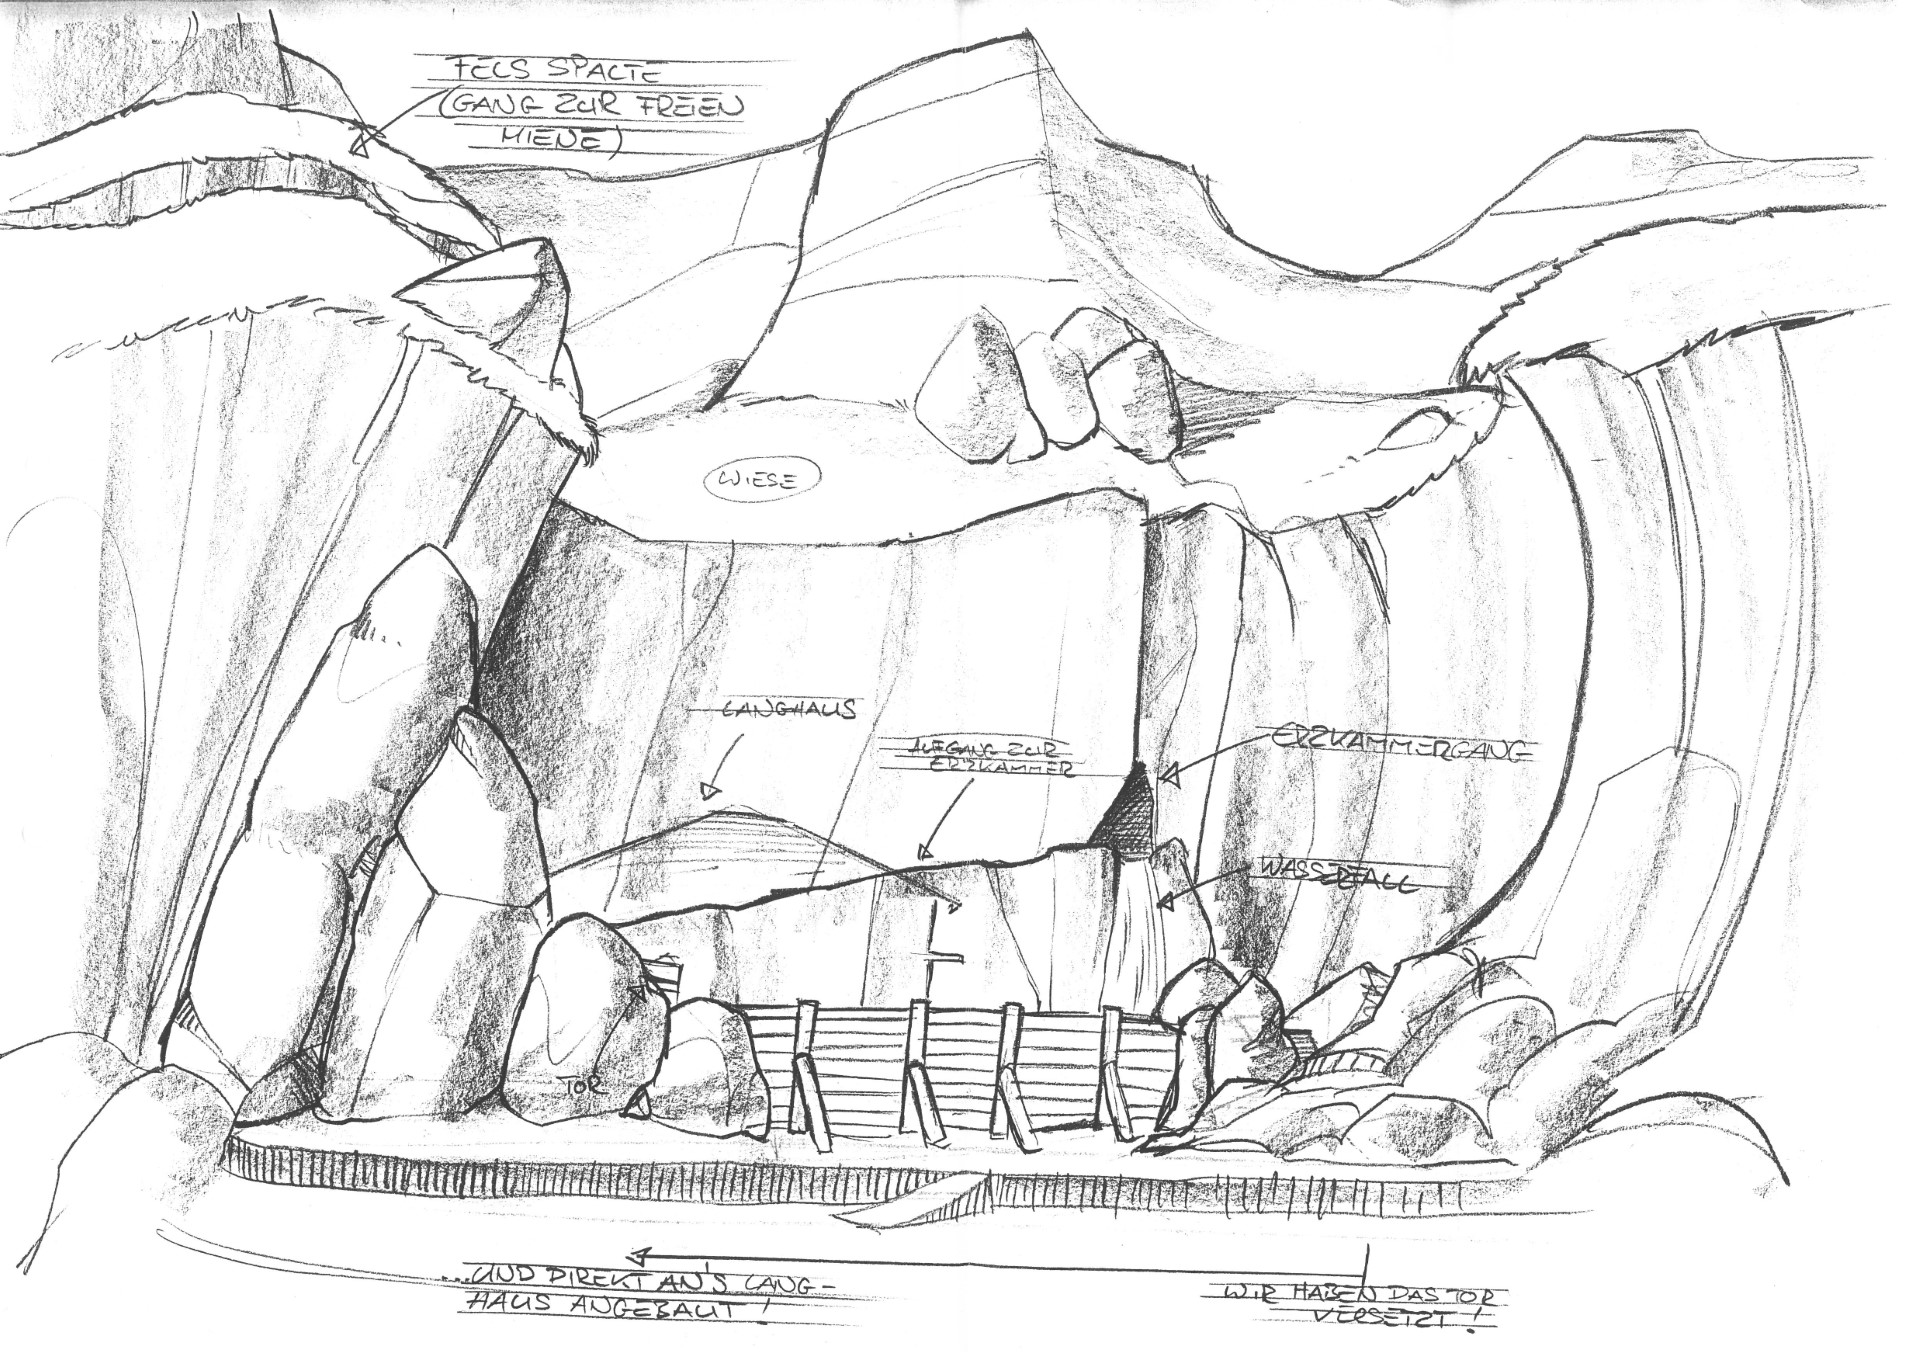 FELS SPALTE
(GANG ZUR FREIEN
MIENE)
WIESE
LANGHAUS
AUFGANG ZUR
ERZKAMMER
ERZKAMMERGANG
WASSERFALL
TOR
...UND DIREKT AN'S LANG-
HAUS ANGEBAUT!
WIR HABEN DAS TOR
VERSETZT!